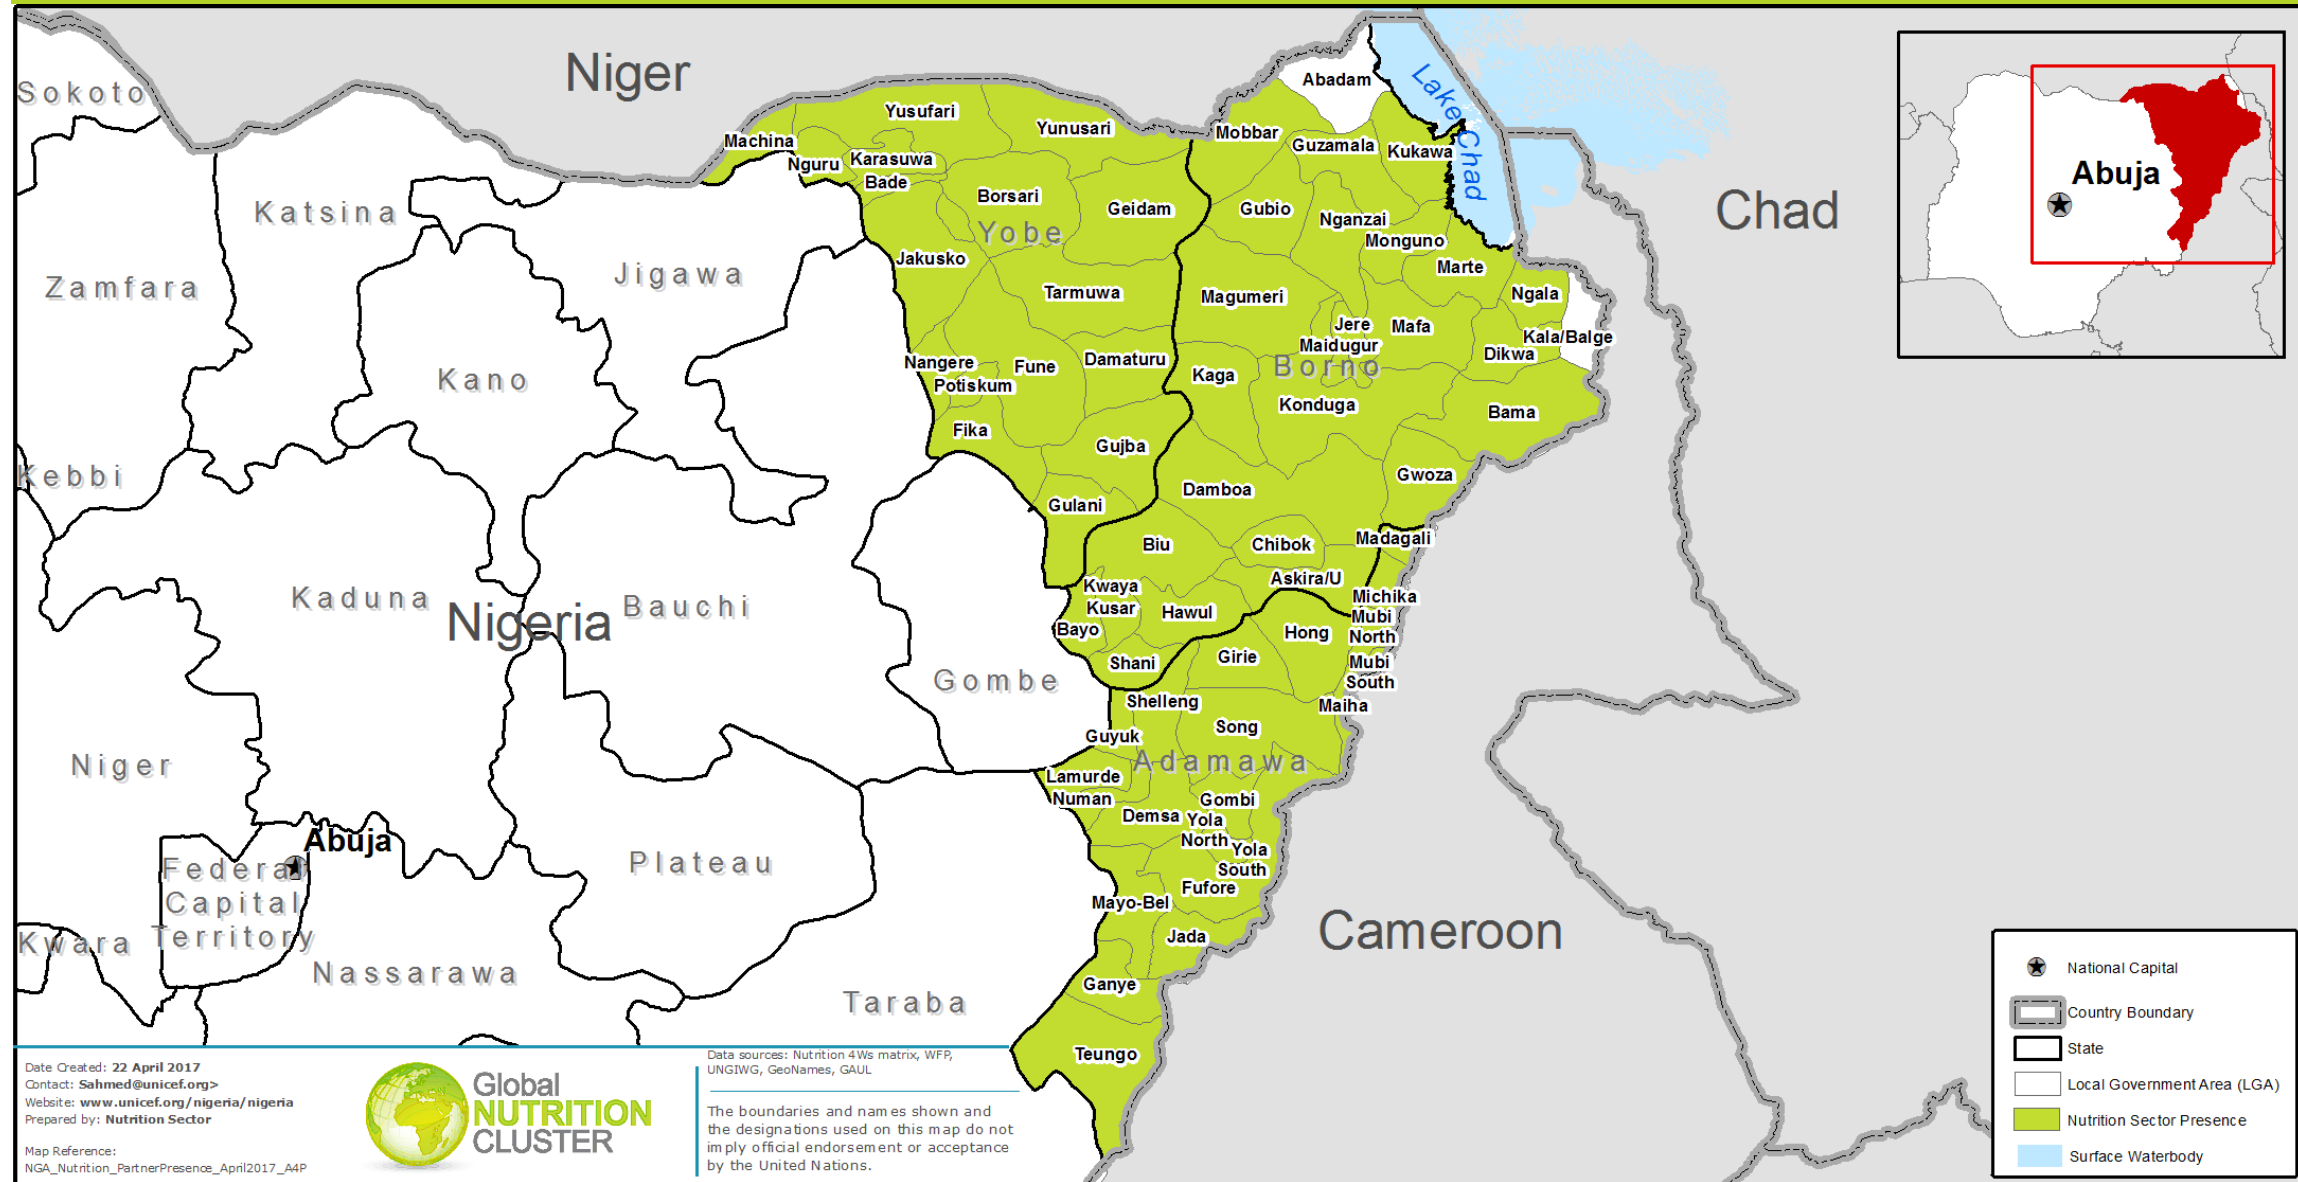 Niger
Chad
Cameroon
Nigeria
Lake Chad
Sokoto
Katsina
Zamfara
Kano
Jigawa
Kebbi
Kaduna
Bauchi
Gombe
Niger
Abuja
Federal
Capital
Territory
Kwara
Nassarawa
Plateau
Taraba
Yobe
Borno
Adamawa
Machina
Yusufari
Yunusari
Nguru
Karasuwa
Bade
Borsari
Geidam
Jakusko
Tarmuwa
Nangere
Potiskum
Fune
Damaturu
Fika
Gujba
Gulani
Abadam
Mobbar
Guzamala
Kukawa
Gubio
Nganzai
Monguno
Marte
Magumeri
Ngala
Jere
Mafa
Maidugur
Kala/Balge
Dikwa
Kaga
Konduga
Bama
Gwoza
Damboa
Biu
Chibok
Askira/U
Kwaya
Kusar
Hawul
Bayo
Shani
Madagali
Michika
Mubi
North
Mubi
South
Hong
Girie
Maiha
Shelleng
Song
Guyuk
Lamurde
Numan
Gombi
Demsa
Yola
North
Yola
South
Fufore
Mayo-Bel
Jada
Ganye
Teungo
Abuja
National Capital
Country Boundary
State
Local Government Area (LGA)
Nutrition Sector Presence
Surface Waterbody
Date Created: 22 April 2017
Contact: Sahmed@unicef.org>
Website: www.unicef.org/nigeria/nigeria
Prepared by: Nutrition Sector
Map Reference:
NGA_Nutrition_PartnerPresence_April2017_A4P
Global
NUTRITION
CLUSTER
Data sources: Nutrition 4Ws matrix, WFP,
UNGIWG, GeoNames, GAUL
The boundaries and names shown and
the designations used on this map do not
imply official endorsement or acceptance
by the United Nations.